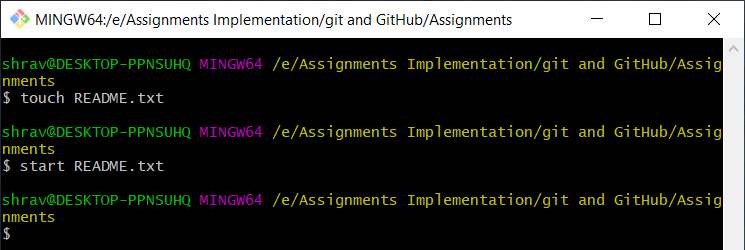 MINGW64:/e/Assignments Implementation/git and GitHub/Assignments
shrav@DESKTOP-PPNSUHQ MINGW64 /e/Assignments Implementation/git and GitHub/Assig
nments
$ touch README.txt
shrav@DESKTOP-PPNSUHQ MINGW64 /e/Assignments Implementation/git and GitHub/Assig
nments
$ start README.txt
shrav@DESKTOP-PPNSUHQ MINGW64 /e/Assignments Implementation/git and GitHub/Assig
nments
$